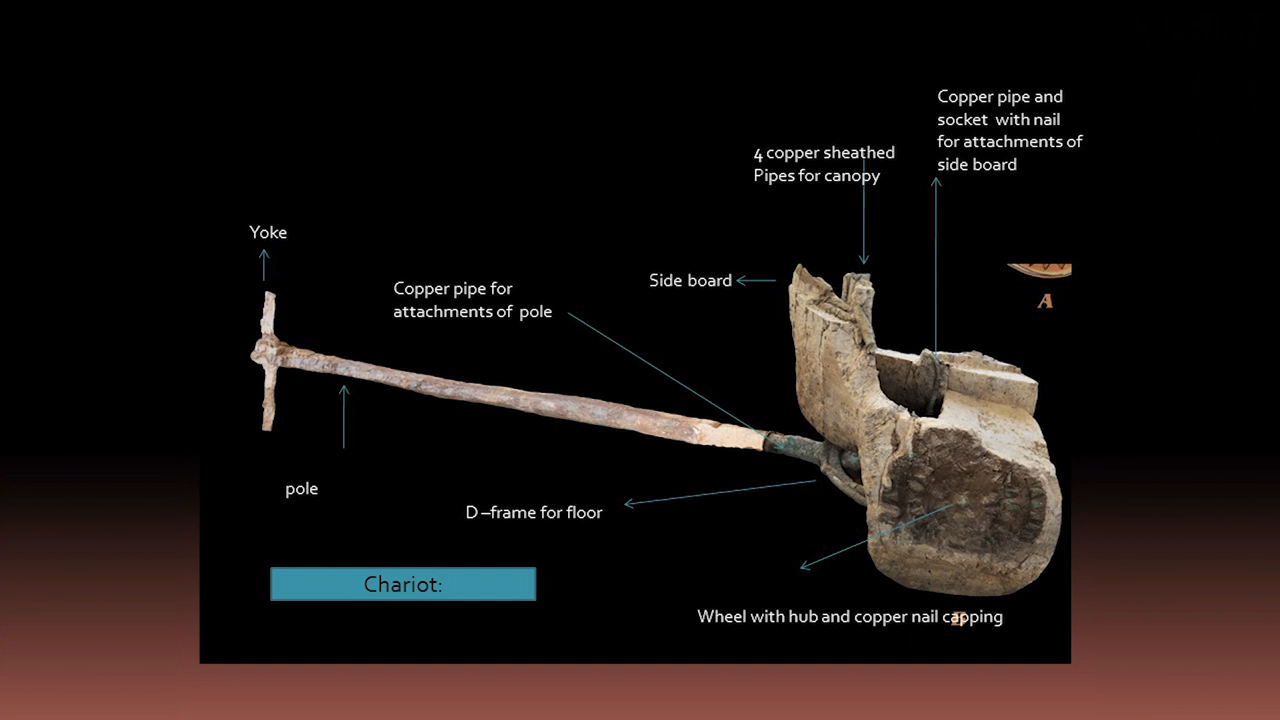 Copper pipe and
socket with nail
for attachments of
side board
4 copper sheathed
Pipes for canopy
Yoke
Side board
Copper pipe for
attachments of pole
A
pole
D –frame for floor
Chariot:
Wheel with hub and copper nail capping